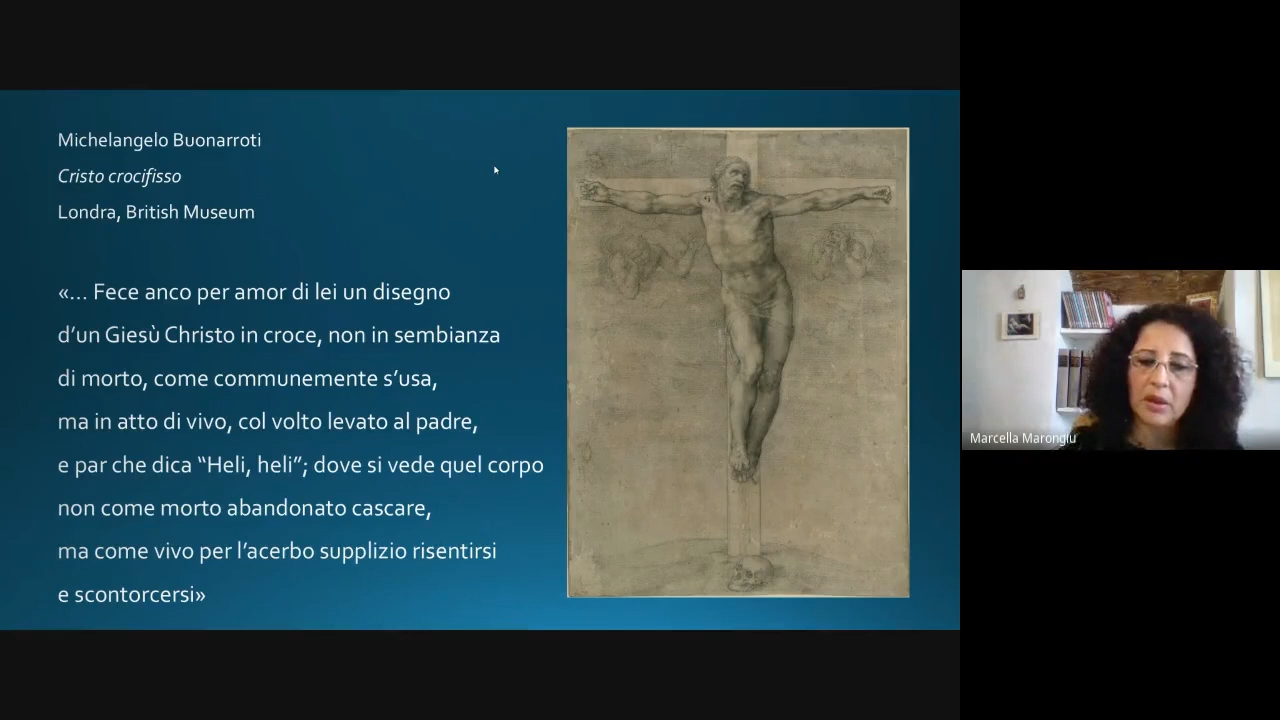 Michelangelo Buonarroti
Cristo crocifisso
Londra, British Museum
«... Fece anco per amor di lei un disegno
d'un Giesù Christo in croce, non in sembianza
di morto, come communemente s'usa,
ma in atto di vivo, col volto levato al padre,
e par che dica “Heli, heli”; dove si vede quel corpo
non come morto abandonato cascare,
ma come vivo per l'acerbo supplizio risentirsi
e scontorcersi»
Marcella Marongiu